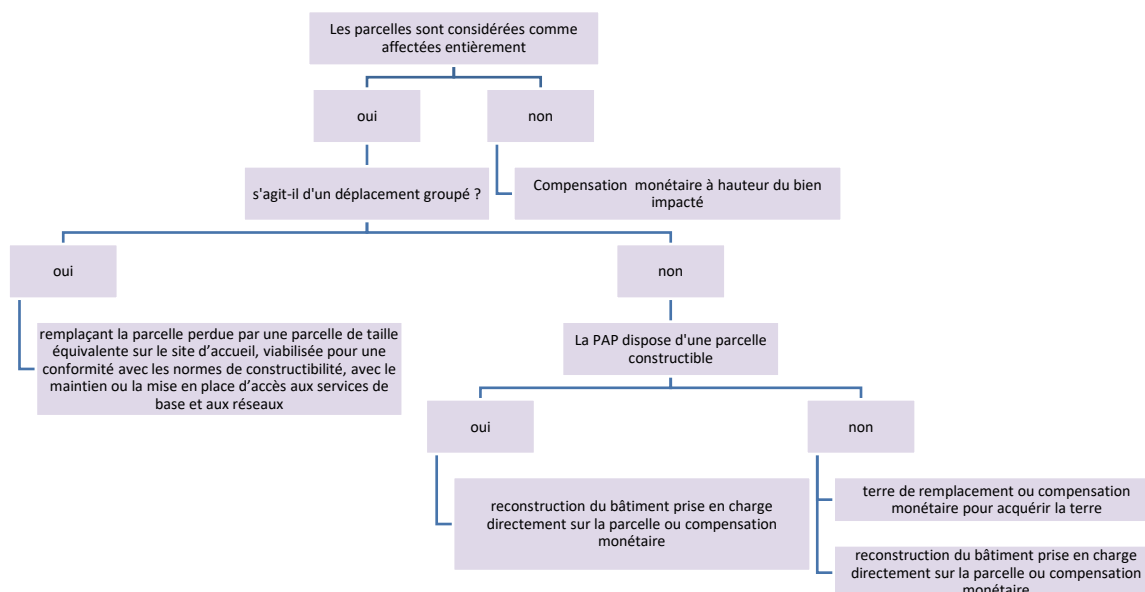 Les parcelles sont considérées comme
affectées entièrement
oui
non
s'agit-il d'un déplacement groupé ?
Compensation monétaire à hauteur du bien
impacté
oui
non
remplaçant la parcelle perdue par une parcelle de taille
équivalente sur le site d’accueil, viabilisée pour une
conformité avec les normes de constructibilité, avec le
maintien ou la mise en place d’accès aux services de
base et aux réseaux
La PAP dispose d'une parcelle
constructible
oui
non
reconstruction du bâtiment prise en charge
directement sur la parcelle ou compensation
monétaire
terre de remplacement ou compensation
monétaire pour acquérir la terre
reconstruction du bâtiment prise en charge
directement sur la parcelle ou compensation
monétaire